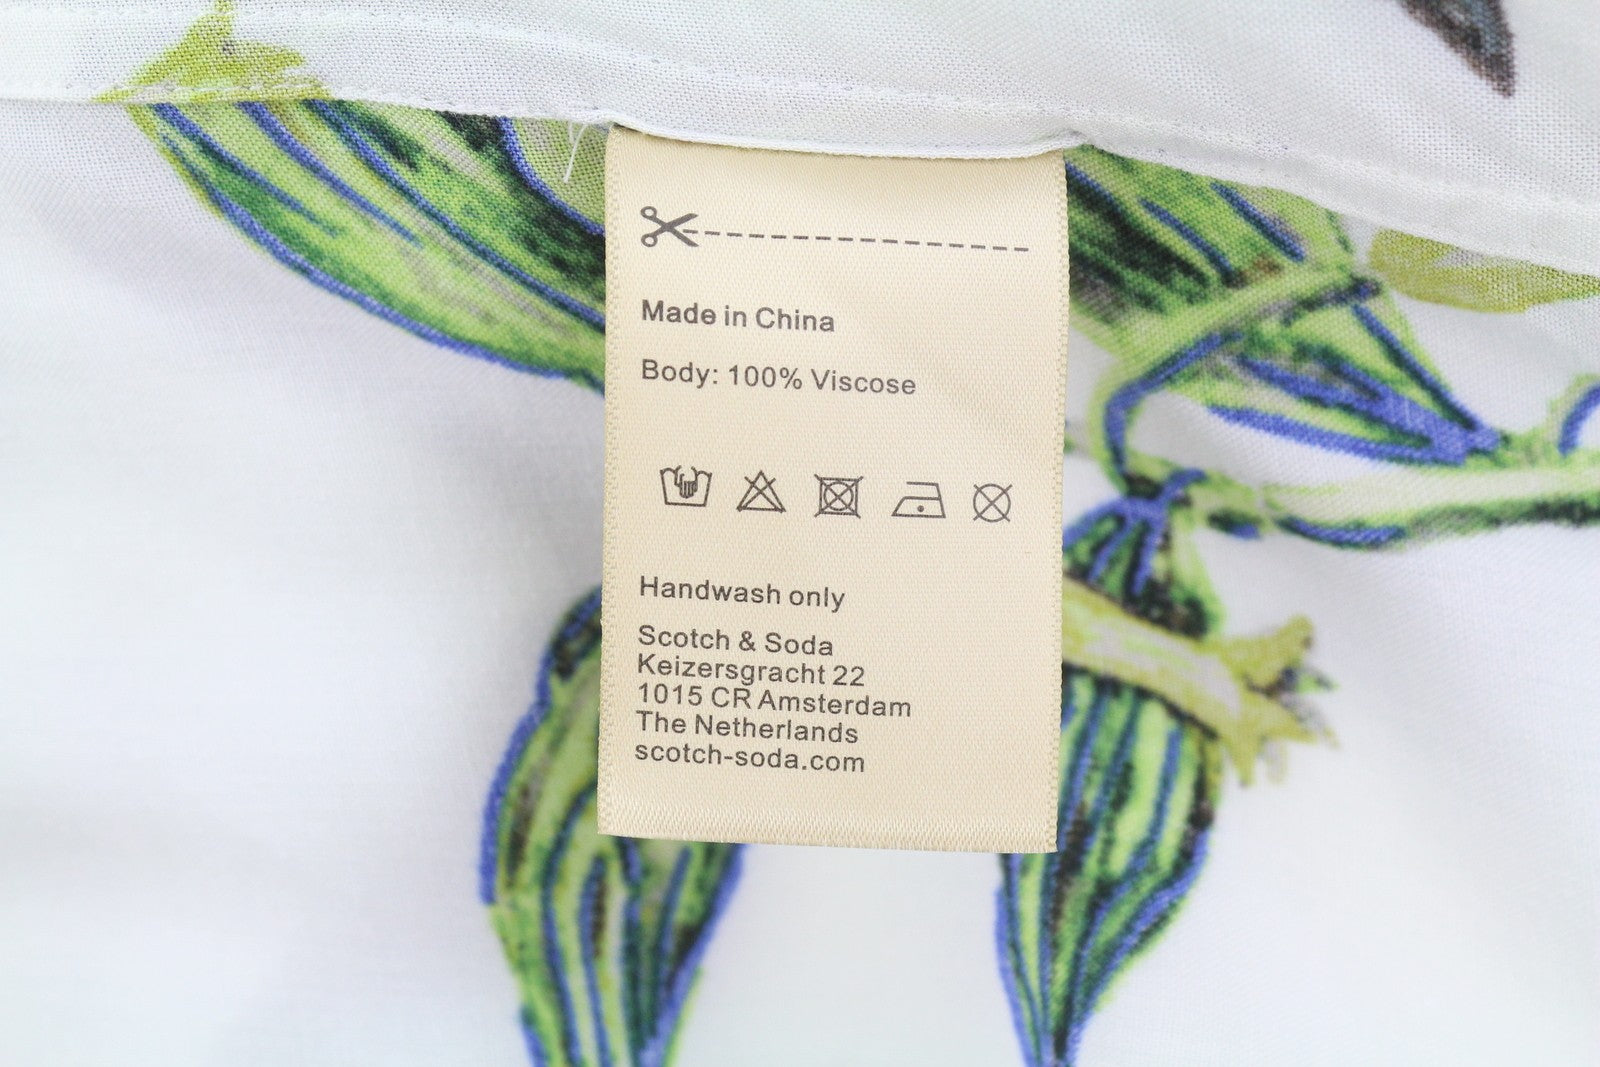 Made in China
Body: 100% Viscose
Handwash only
Scotch & Soda
Keizersgracht 22
1015 CR Amsterdam
The Netherlands
scotch-soda.com